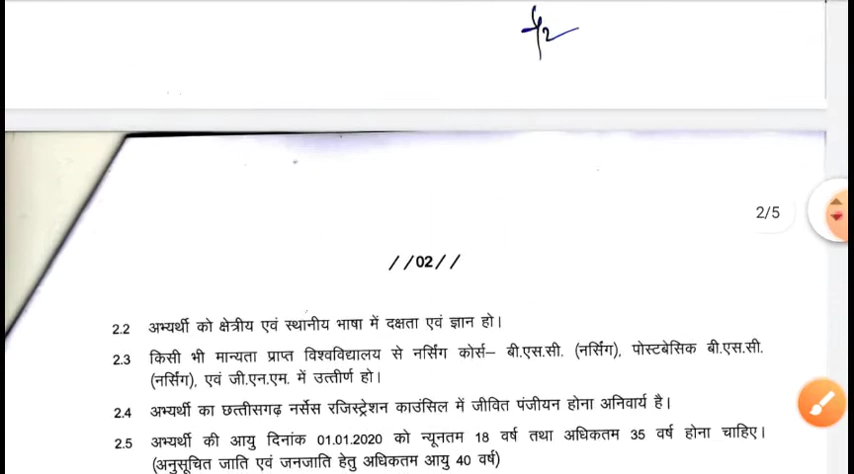 2/5
//02//
2.2 अभ्यर्थी को क्षेत्रीय एवं स्थानीय भाषा में दक्षता एवं ज्ञान हो।
2.3 किसी भी मान्यता प्राप्त विश्वविद्यालय से नर्सिंग कोर्स– बी.एस.सी. (नर्सिंग), पोस्टबेसिक बी.एस.सी.
(नर्सिंग), एवं जी.एन.एम. में उत्तीर्ण हो।
2.4 अभ्यर्थी का छत्तीसगढ़ नर्सेस रजिस्ट्रेशन काउंसिल में जीवित पंजीयन होना अनिवार्य है।
2.5 अभ्यर्थी की आयु दिनांक 01.01.2020 को न्यूनतम 18 वर्ष तथा अधिकतम 35 वर्ष होना चाहिए।
(अनुसूचित जाति एवं जनजाति हेतु अधिकतम आयु 40 वर्ष)